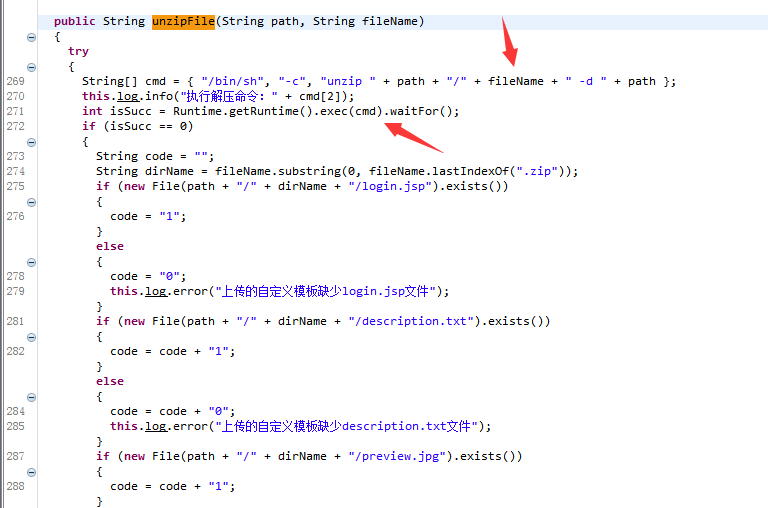 public String unzipFile(String path, String fileName)
{
try
{
269 String[] cmd = { "/bin/sh", "-c", "unzip " + path + "/" + fileName + " -d " + path };
270 this.log.info("执行解压命令：" + cmd[2]);
271 int isSucc = Runtime.getRuntime().exec(cmd).waitFor();
272 if (isSucc == 0)
{
273 String code = "";
274 String dirName = fileName.substring(0, fileName.lastIndexOf(".zip"));
275 if (new File(path + "/" + dirName + "/login.jsp").exists())
{
276 code = "1";
}
else
{
278 code = "0";
279 this.log.error("上传的自定义模板缺少login.jsp文件");
}
281 if (new File(path + "/" + dirName + "/description.txt").exists())
{
282 code = code + "1";
}
else
{
284 code = code + "0";
285 this.log.error("上传的自定义模板缺少description.txt文件");
}
287 if (new File(path + "/" + dirName + "/preview.jpg").exists())
{
288 code = code + "1";
}